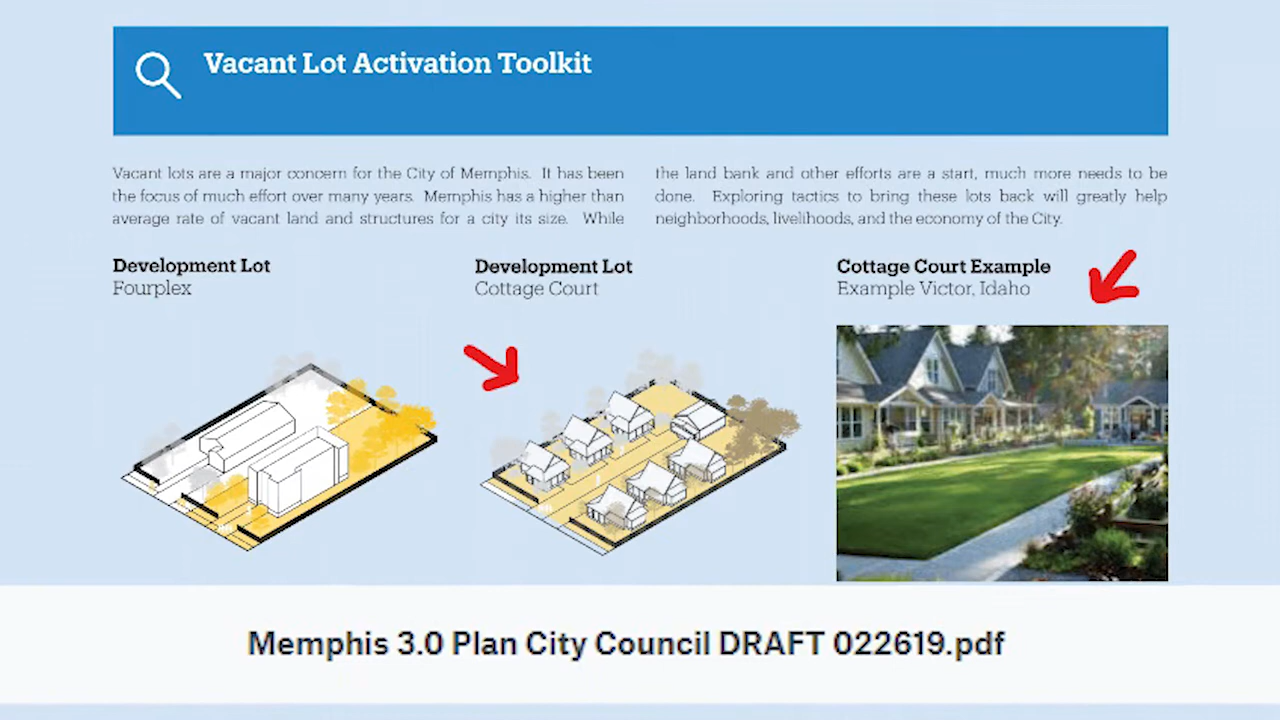 Vacant Lot Activation Toolkit
Vacant lots are a major concern for the City of Memphis. It has been
the focus of much effort over many years. Memphis has a higher than
average rate of vacant land and structures for a city its size. While
the land bank and other efforts are a start, much more needs to be
done. Exploring tactics to bring these lots back will greatly help
neighborhoods, livelihoods, and the economy of the City.
Development Lot
Fourplex
Development Lot
Cottage Court
Cottage Court Example
Example Victor, Idaho
Memphis 3.0 Plan City Council DRAFT 022619.pdf